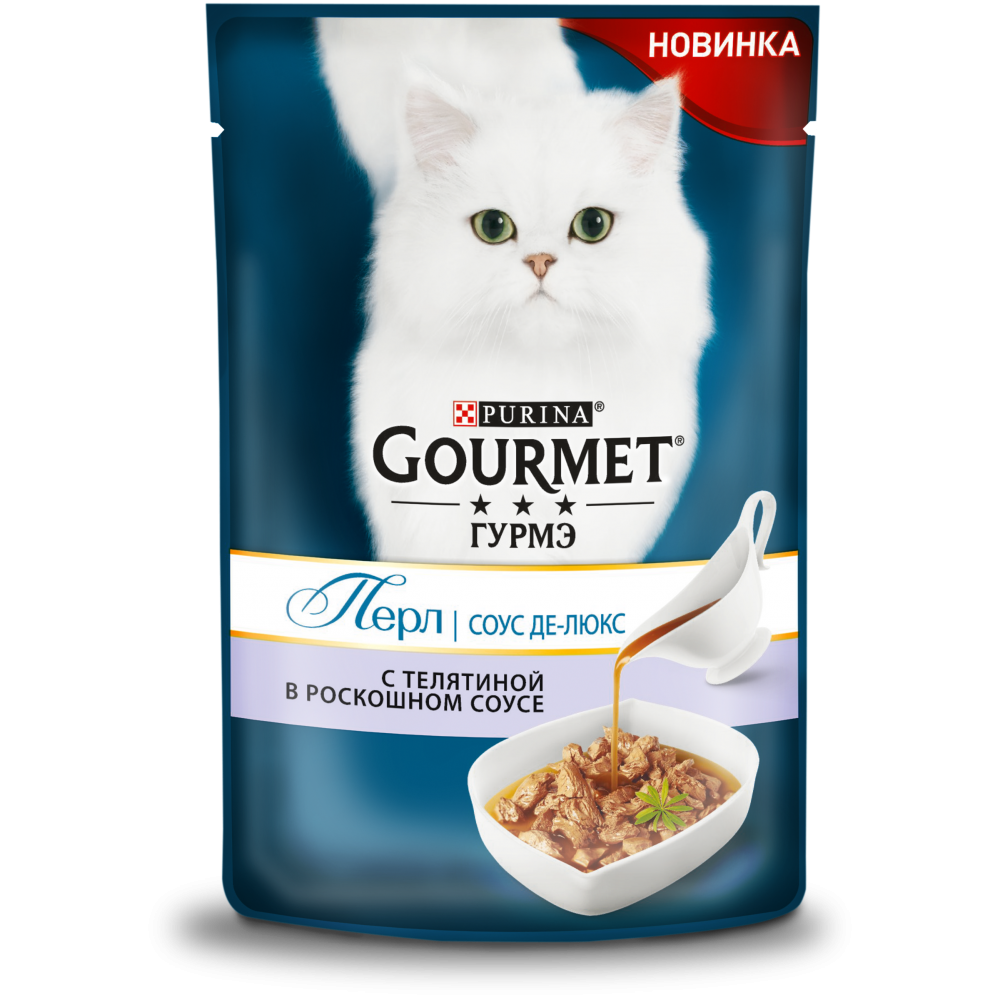 НОВИНКА
PURINA®
GOURMET®
ГУРМЭ
Перл | СОУС ДЕ-ЛЮКС
С ТЕЛЯТИНОЙ
В РОСКОШНОМ СОУСЕ